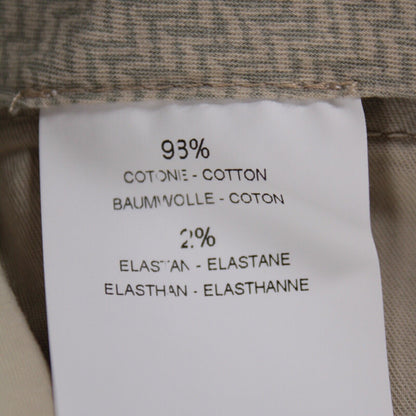 98%
COTONE - COTTON
BAUMWOLLE - COTON
2%
ELASTAN - ELASTANE
ELASTHAN - ELASTHANNE